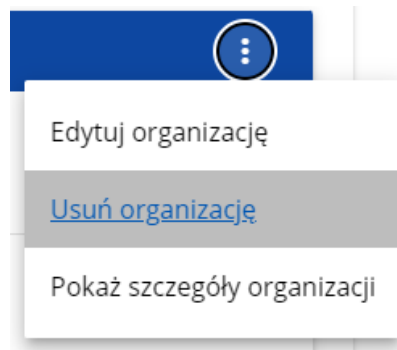 Edytuj organizację
Usuń organizację
Pokaż szczegóły organizacji